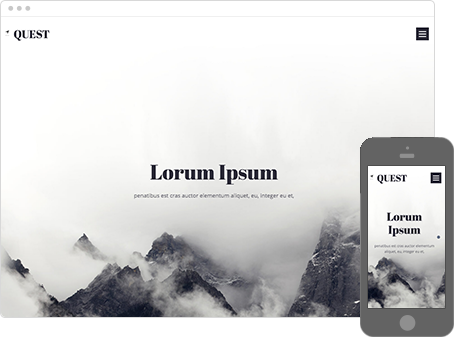 QUEST
Lorum Ipsum
penatibus est cras auctor elementum aliquet, eu, integer eu et,
QUEST
Lorum
Ipsum
penatibus est cras auctor elementum
aliquet, eu, integer eu et,